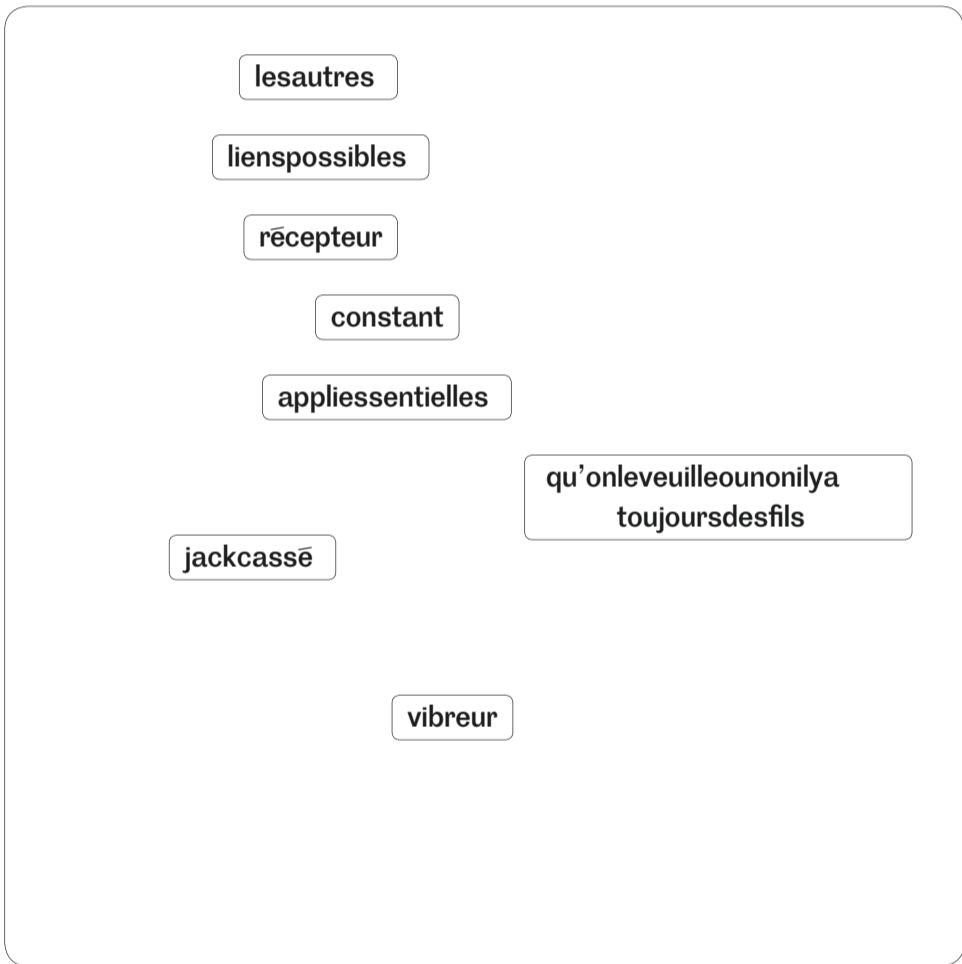 lesautres
lienspossibles
récepteur
constant
appliessentielles
qu’onleveuilleounonilya
toujoursdesfils
jackcassé
vibreur